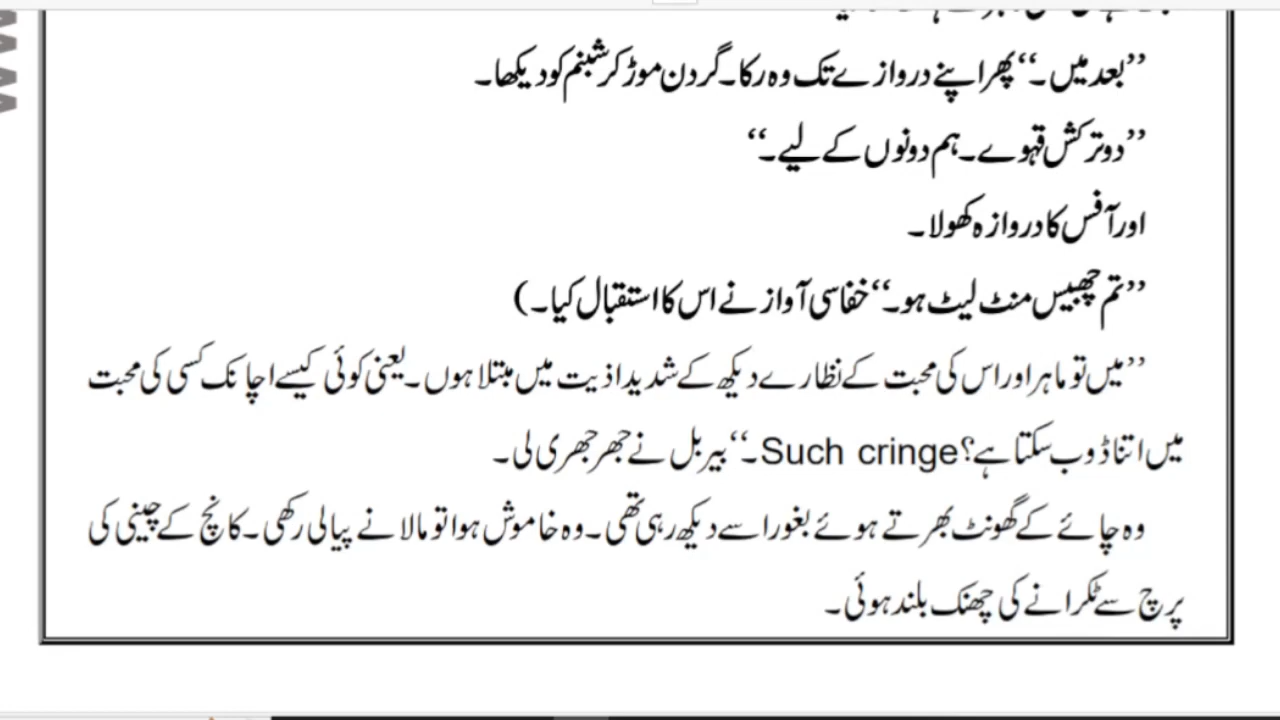 ’’بعد میں۔‘‘ پھر اپنے دروازے تک وہ رکا۔ گردن موڑ کر شبنم کو دیکھا۔
’’دو ترکش قہوے۔ ہم دونوں کے لیے۔‘‘
اور آفس کا دروازہ کھولا۔
’’تم چھبیس منٹ لیٹ ہو۔‘‘ خفا سی آواز نے اس کا استقبال کیا۔)
’’میں تو ماہر اور اس کی محبت کے نظارے دیکھ کے شدید اذیت میں مبتلا ہوں۔ یعنی کوئی کیسے اچانک کسی کی محبت
میں اتنا ڈوب سکتا ہے؟ Such cringe۔‘‘ بیربل نے جھرجھری لی۔
وہ چائے کے گھونٹ بھرتے ہوئے بغور اسے دیکھ رہی تھی۔ وہ خاموش ہوا تو مالا نے پیالی رکھی۔ کانچ کے چینی کی
پرچ سے ٹکرانے کی چھنک بلند ہوئی۔